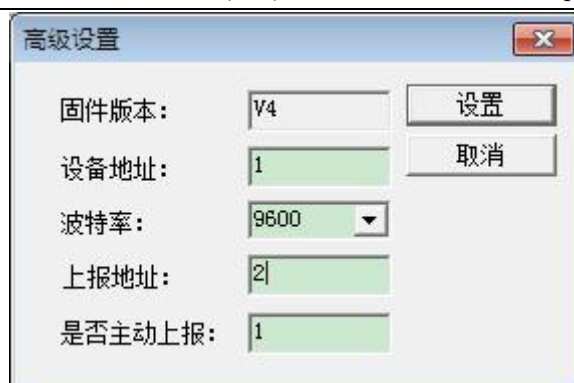 高级设置
固件版本： V4 设置
设备地址： 1 取消
波特率： 9600
上报地址： 2
是否主动上报： 1